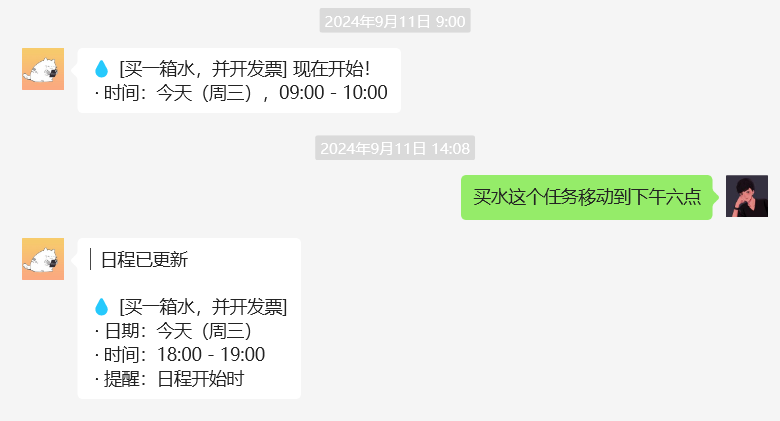 2024年9月11日 9:00
💧 [买一箱水，并开发票] 现在开始！
· 时间：今天（周三），09:00 - 10:00
2024年9月11日 14:08
买水这个任务移动到下午六点
日程已更新
💧 [买一箱水，并开发票]
· 日期：今天（周三）
· 时间：18:00 - 19:00
· 提醒：日程开始时